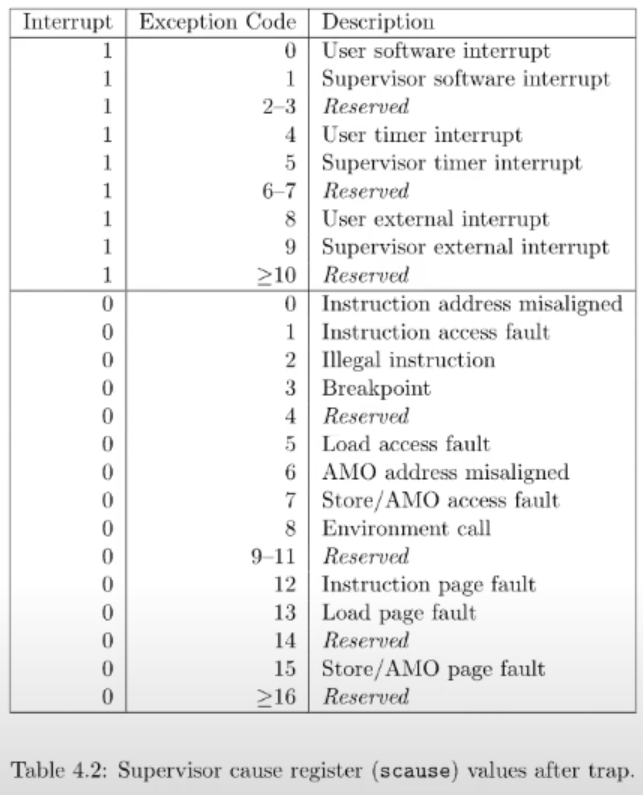 Interrupt Exception Code Description
1 0 User software interrupt
1 1 Supervisor software interrupt
1 2–3 Reserved
1 4 User timer interrupt
1 5 Supervisor timer interrupt
1 6–7 Reserved
1 8 User external interrupt
1 9 Supervisor external interrupt
1 ≥10 Reserved
0 0 Instruction address misaligned
0 1 Instruction access fault
0 2 Illegal instruction
0 3 Breakpoint
0 4 Reserved
0 5 Load access fault
0 6 AMO address misaligned
0 7 Store/AMO access fault
0 8 Environment call
0 9–11 Reserved
0 12 Instruction page fault
0 13 Load page fault
0 14 Reserved
0 15 Store/AMO page fault
0 ≥16 Reserved
Table 4.2: Supervisor cause register (scause) values after trap.